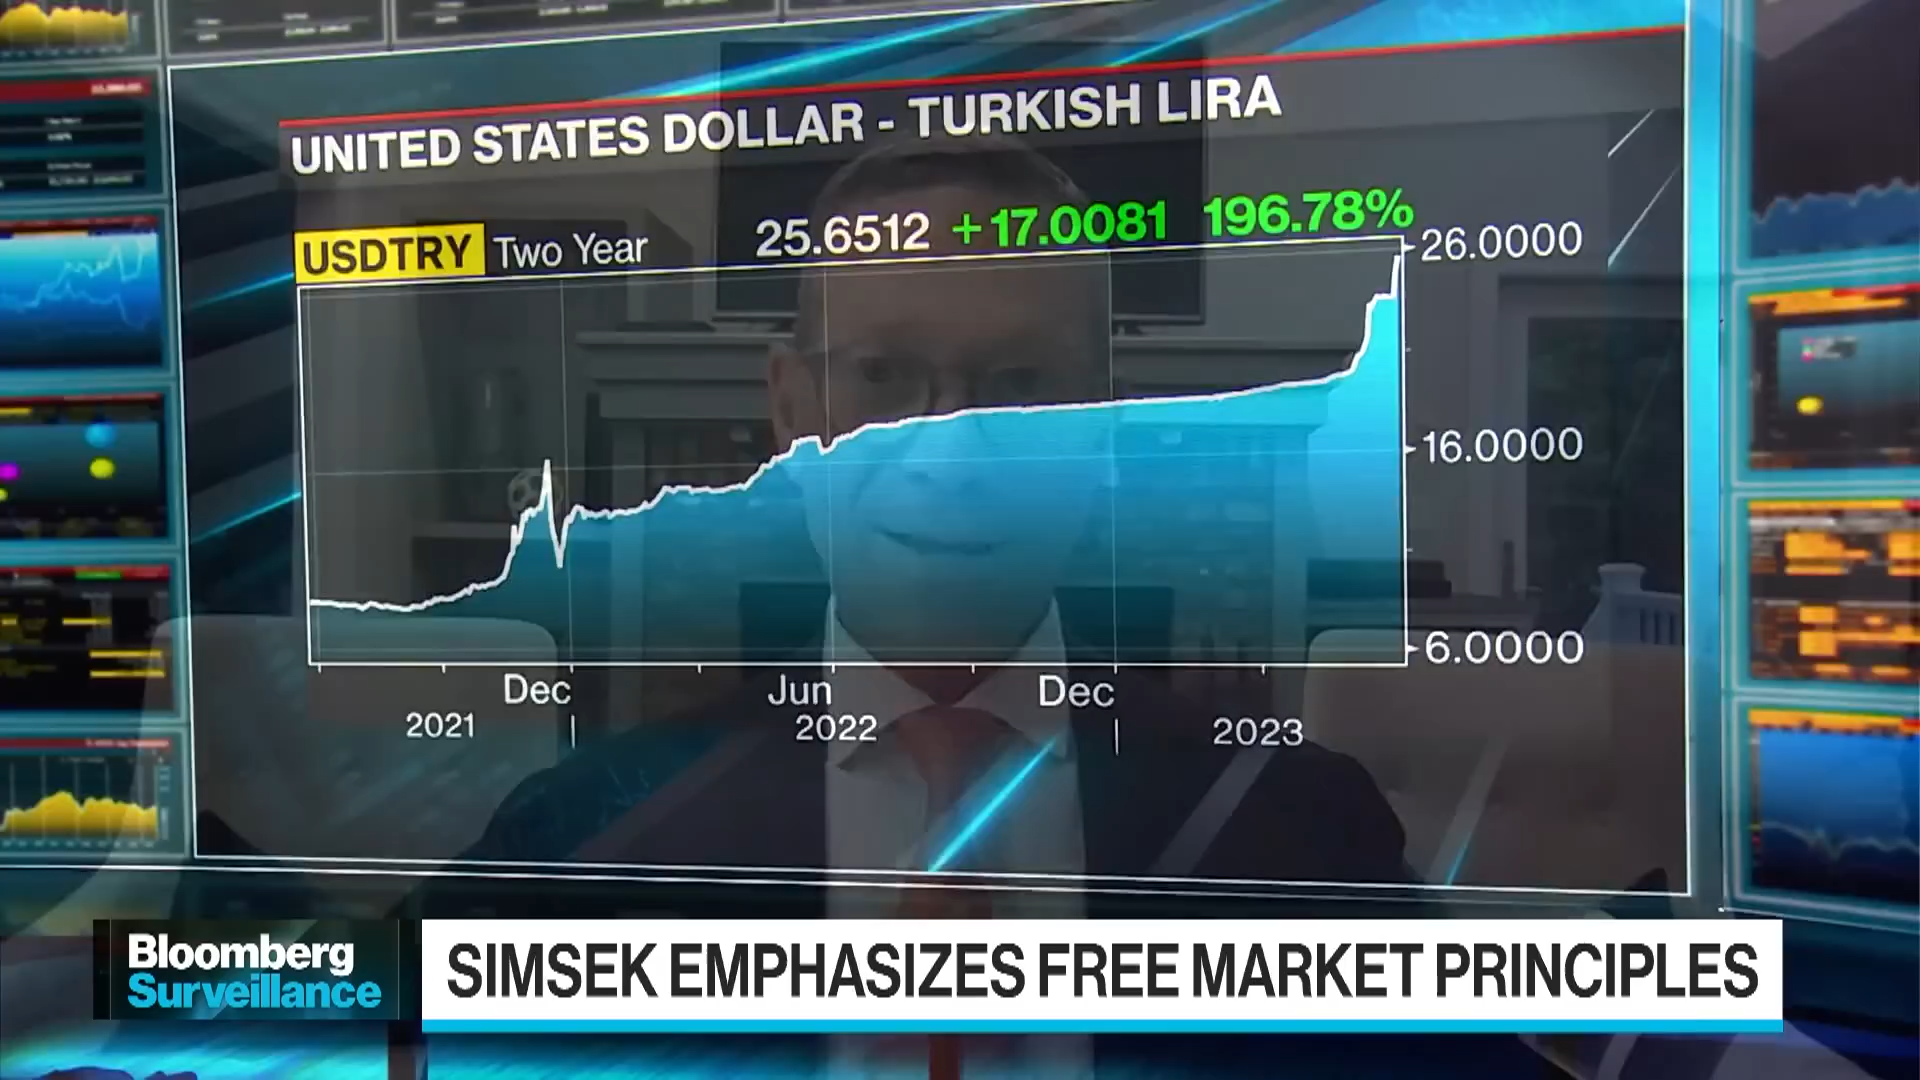 UNITED STATES DOLLAR - TURKISH LIRA
USDTRY Two Year 25.6512 +17.0081 196.78%
26.0000
16.0000
6.0000
Dec Jun Dec
2021 | 2022 | 2023
Bloomberg
Surveillance
SIMSEK EMPHASIZES FREE MARKET PRINCIPLES